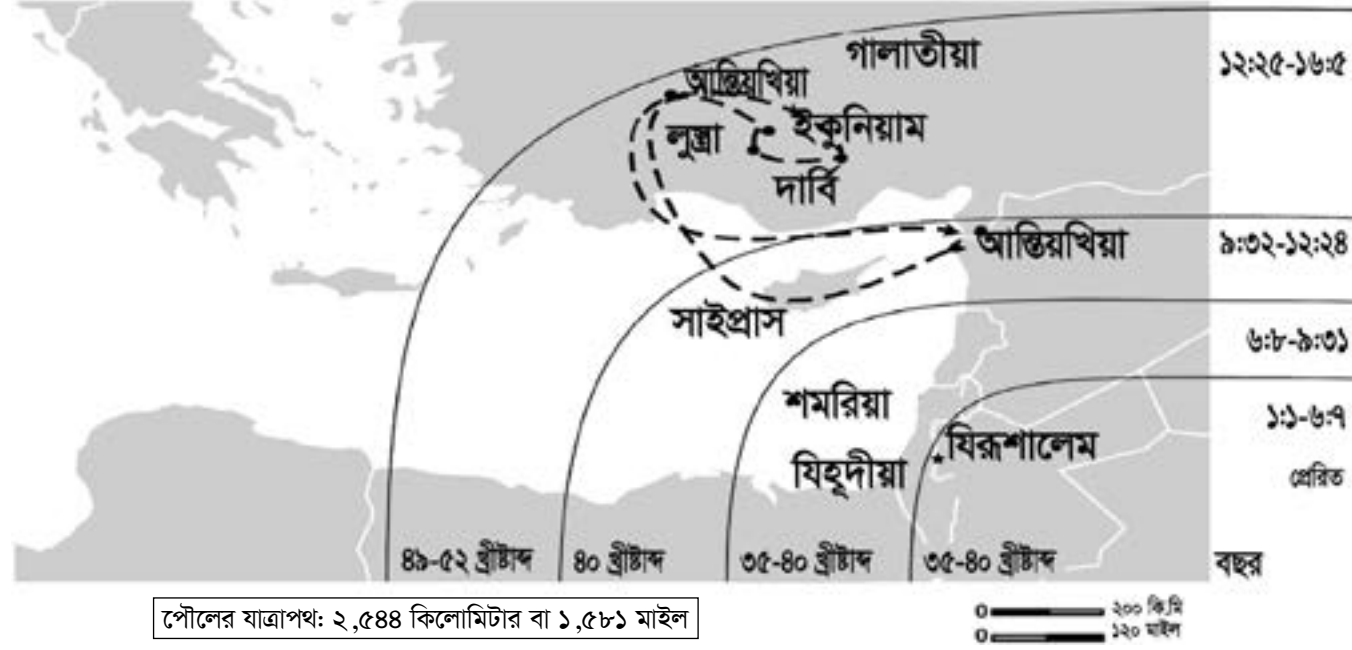 গালাতীয়া
১২:২৫-১৬:৫
আন্তিয়খিয়া
লুস্ত্রা
ইকুনিয়াম
দার্বি
আন্তিয়খিয়া
৯:৩২-১২:২৪
সাইপ্রাস
৬:৮-৯:৩১
শমরিয়া
১:১-৬:৭
যিরূশালেম
যিহূদীয়া
প্রেরিত
৪৯-৫২ খ্রীষ্টাব্দ
৪০ খ্রীষ্টাব্দ
৩৫-৪০ খ্রীষ্টাব্দ
৩৫-৪০ খ্রীষ্টাব্দ
বছর
পৌলের যাত্রাপথ: ২,৫৪৪ কিলোমিটার বা ১,৫৮১ মাইল
0 ২০০ কি.মি
0 ১২০ মাইল